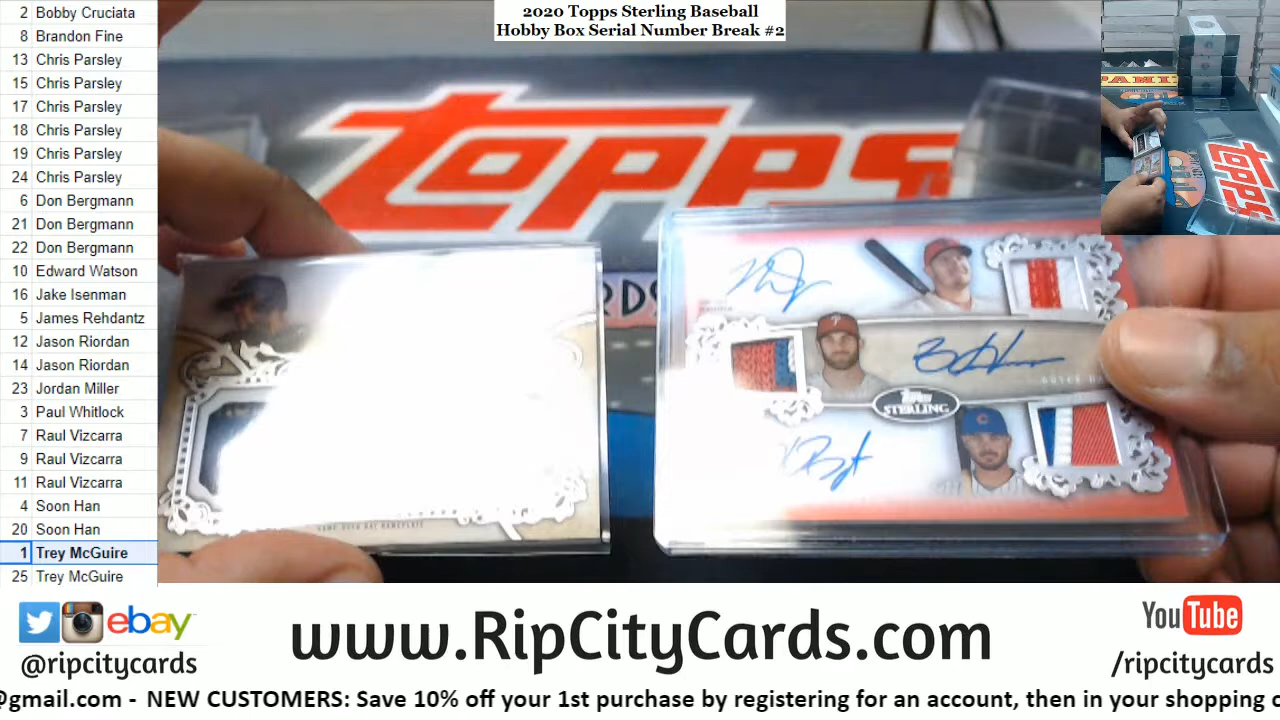 2020 Topps Sterling Baseball
Hobby Box Serial Number Break #2
2 Bobby Cruciata
8 Brandon Fine
13 Chris Parsley
15 Chris Parsley
17 Chris Parsley
18 Chris Parsley
19 Chris Parsley
24 Chris Parsley
6 Don Bergmann
21 Don Bergmann
22 Don Bergmann
10 Edward Watson
16 Jake Isenman
5 James Rehdantz
12 Jason Riordan
14 Jason Riordan
23 Jordan Miller
3 Paul Whitlock
7 Raul Vizcarra
9 Raul Vizcarra
11 Raul Vizcarra
4 Soon Han
20 Soon Han
1 Trey McGuire
25 Trey McGuire
topps
Topps
STERLING
GAME-USED BAT NAMEPLATE
PANINI
topps
ebay
@ripcitycards
www.RipCityCards.com
YouTube
/ripcitycards
@gmail.com - NEW CUSTOMERS: Save 10% off your 1st purchase by registering for an account, then in your shopping